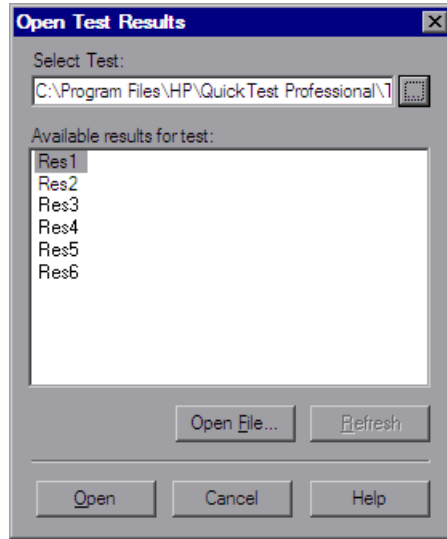 Open Test Results
Select Test:
C:\Program Files\HP\QuickTest Professional\T
Available results for test:
Res1
Res2
Res3
Res4
Res5
Res6
Open File...
Refresh
Open
Cancel
Help